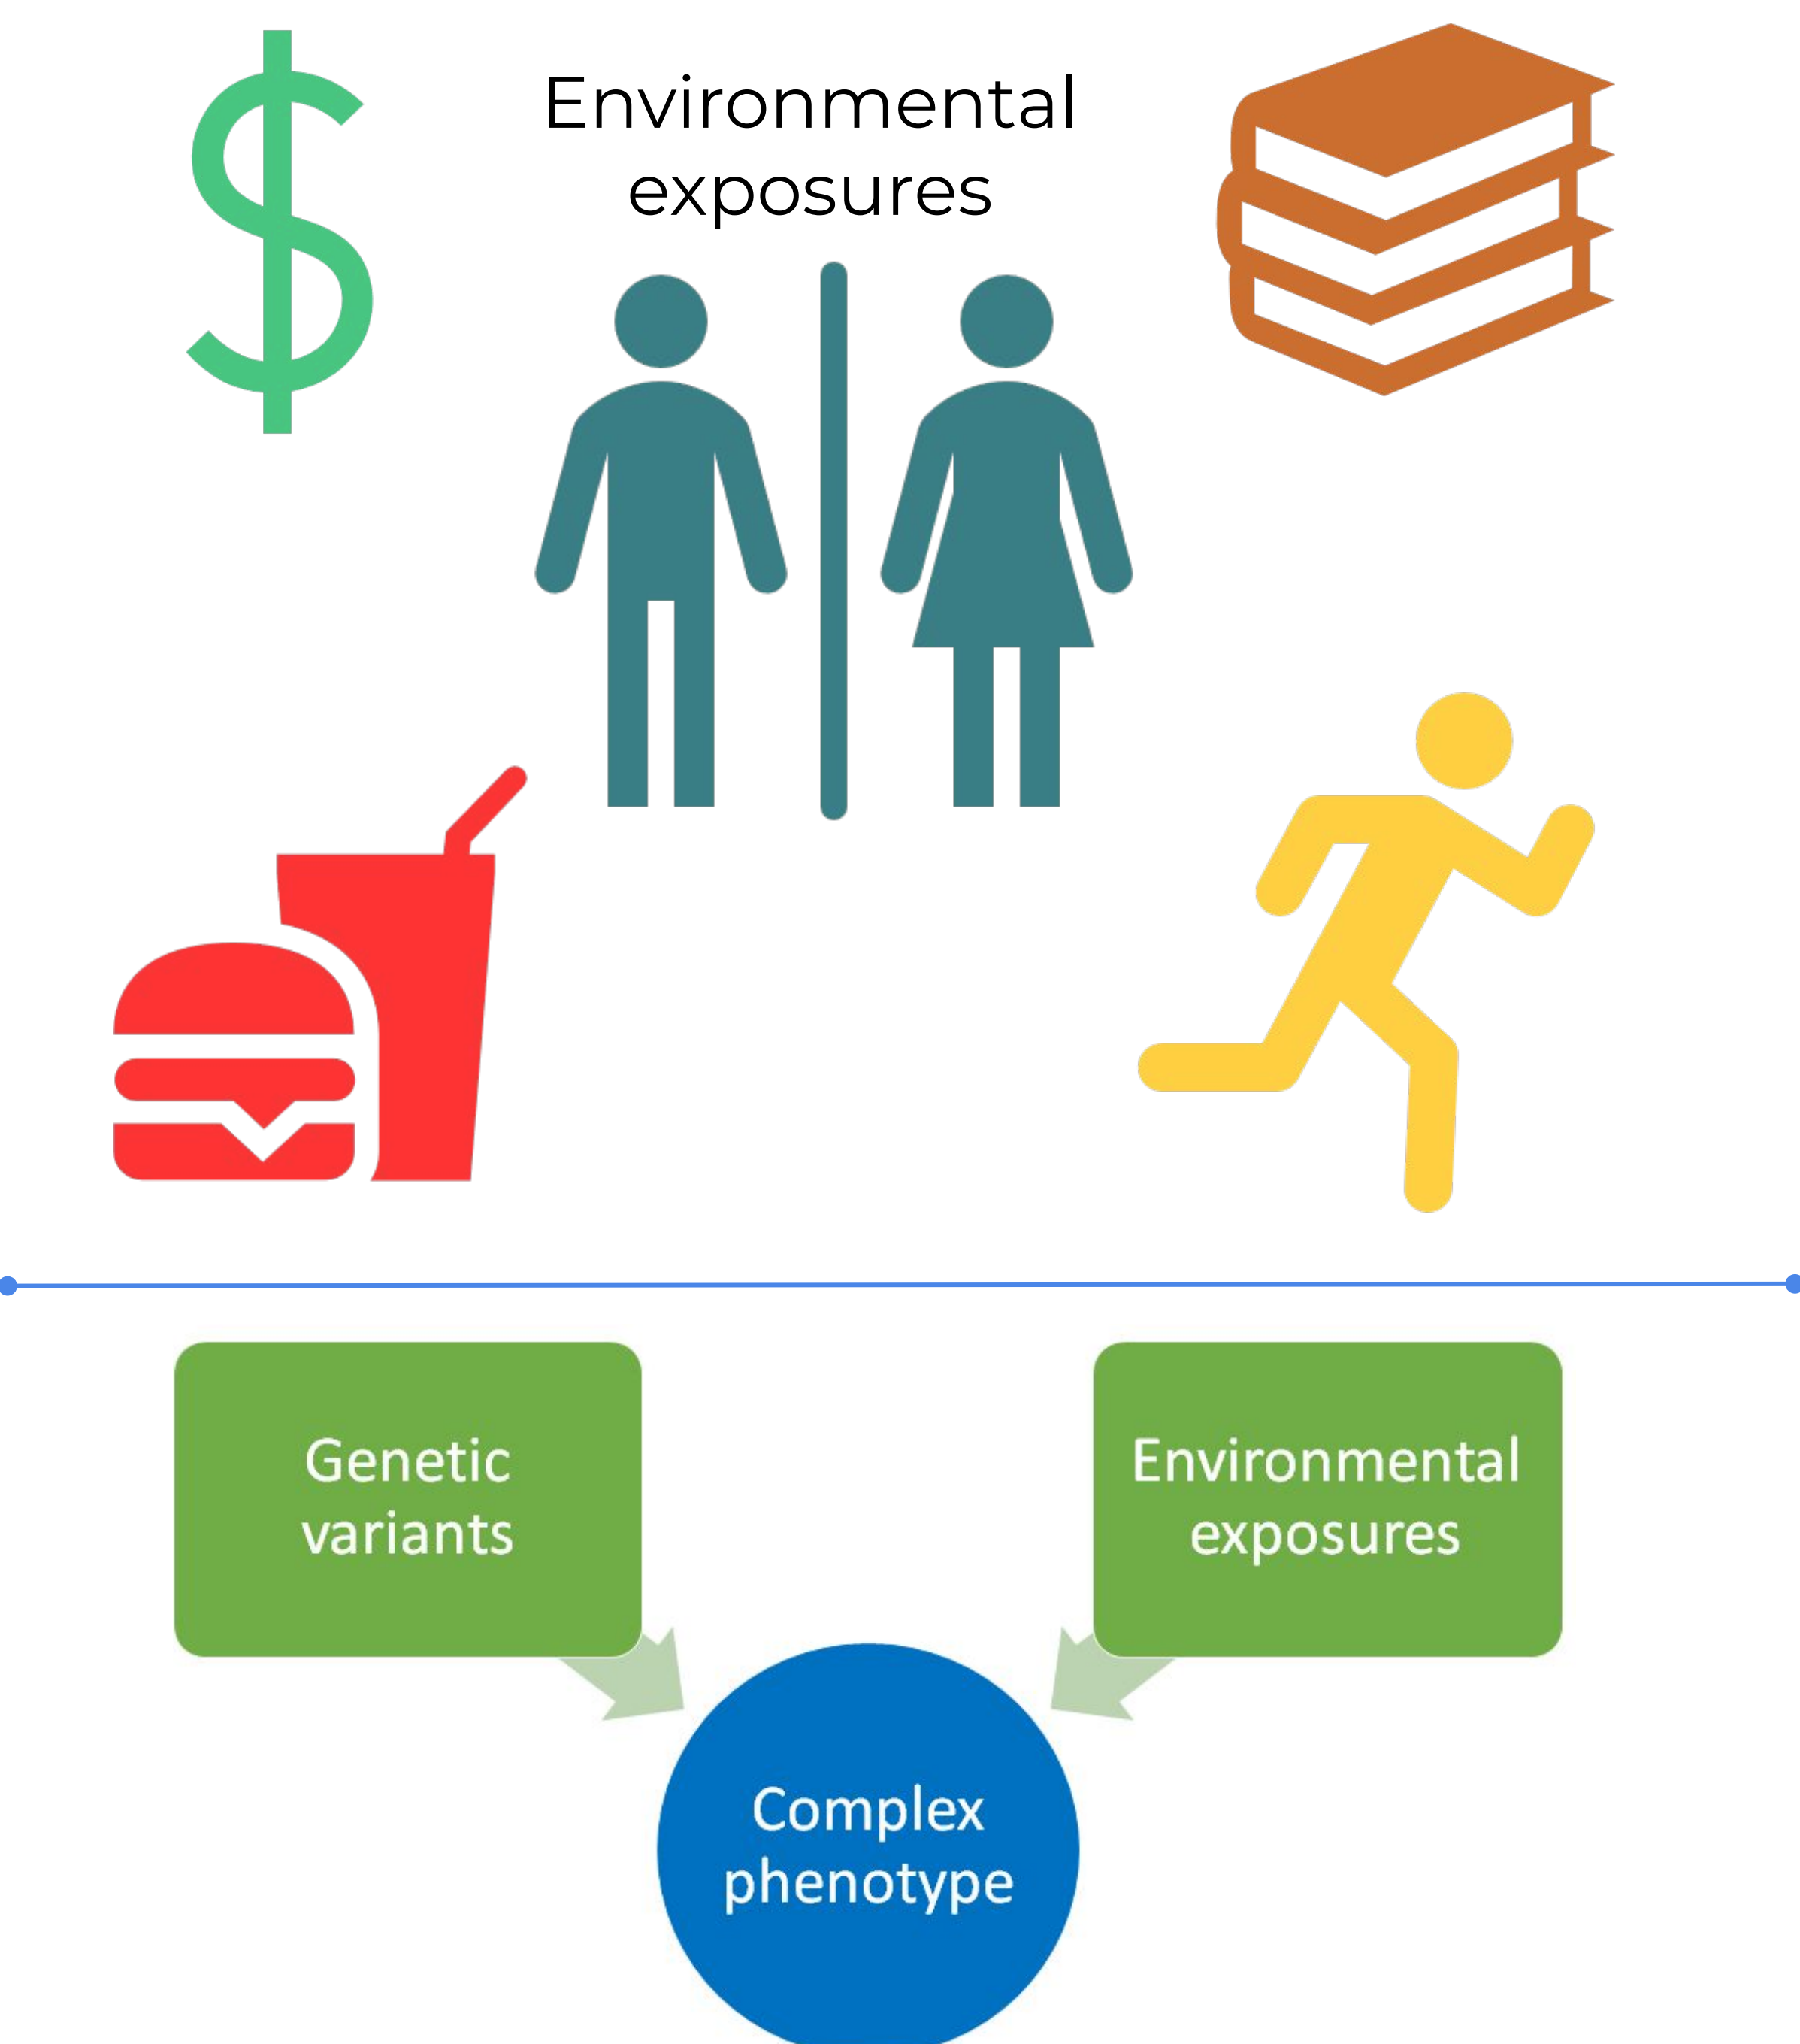 Environmental
exposures
Genetic
variants
Environmental
exposures
Complex
phenotype